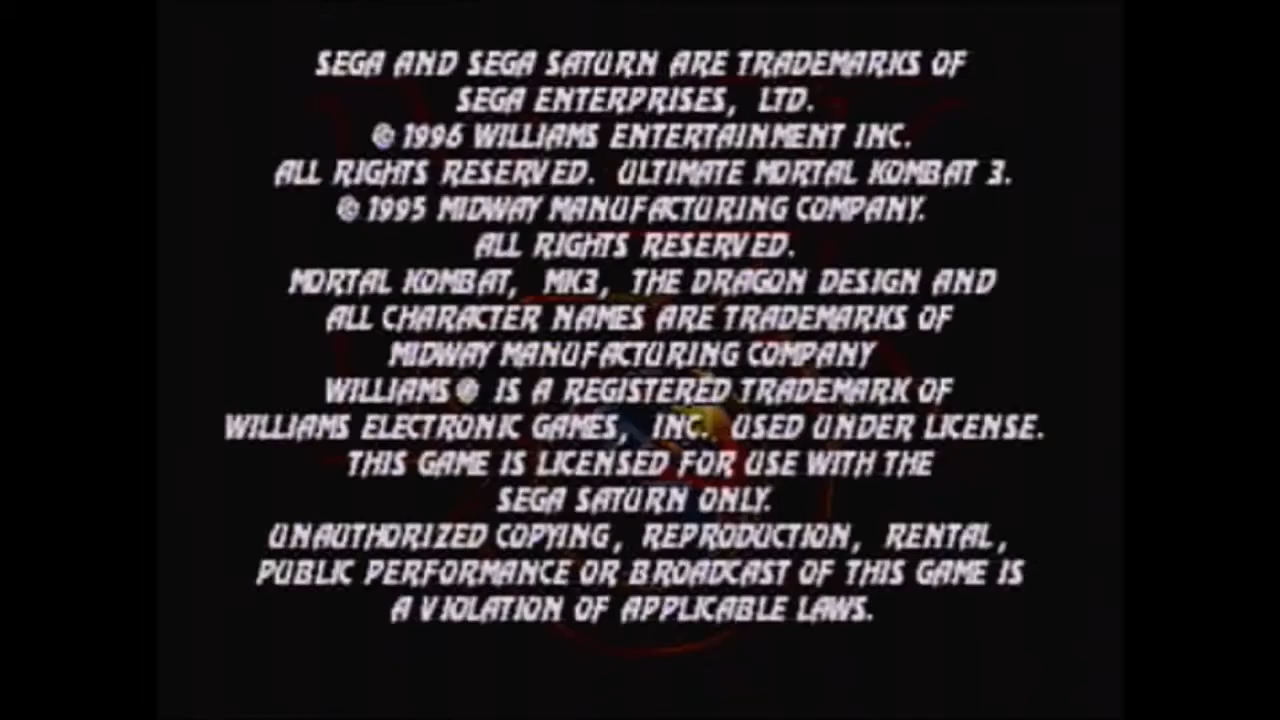 SEGA AND SEGA SATURN ARE TRADEMARKS OF
SEGA ENTERPRISES, LTD.
© 1996 WILLIAMS ENTERTAINMENT INC.
ALL RIGHTS RESERVED. ULTIMATE MORTAL KOMBAT 3.
© 1995 MIDWAY MANUFACTURING COMPANY.
ALL RIGHTS RESERVED.
MORTAL KOMBAT, MK3, THE DRAGON DESIGN AND
ALL CHARACTER NAMES ARE TRADEMARKS OF
MIDWAY MANUFACTURING COMPANY
WILLIAMS® IS A REGISTERED TRADEMARK OF
WILLIAMS ELECTRONIC GAMES, INC. USED UNDER LICENSE.
THIS GAME IS LICENSED FOR USE WITH THE
SEGA SATURN ONLY.
UNAUTHORIZED COPYING, REPRODUCTION, RENTAL,
PUBLIC PERFORMANCE OR BROADCAST OF THIS GAME IS
A VIOLATION OF APPLICABLE LAWS.